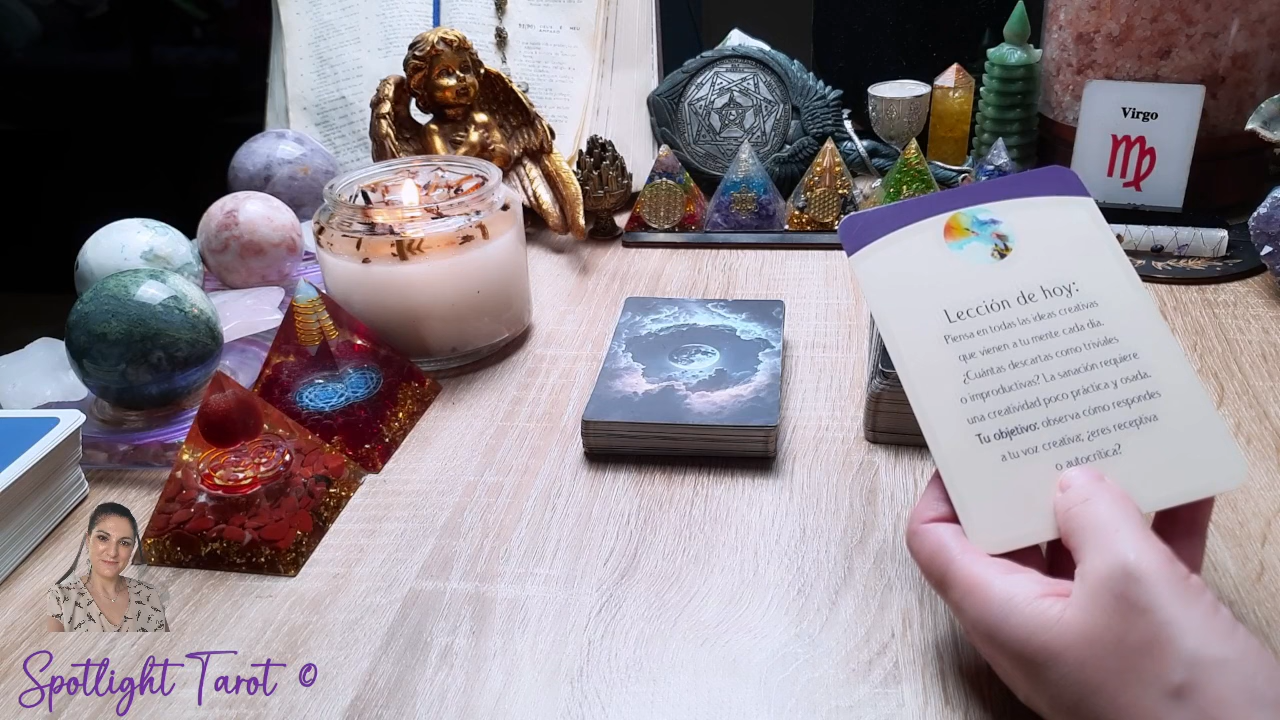 Virgo
Lección de hoy:
Piensa en todas las ideas creativas
que vienen a tu mente cada día.
¿Cuántas descartas como triviales
o improductivas? La sanación requiere
una creatividad poco práctica y osada.
Tu objetivo: observa cómo respondes
a tu voz creativa; ¿eres receptiva
o autocrítica?
Spotlight Tarot ©